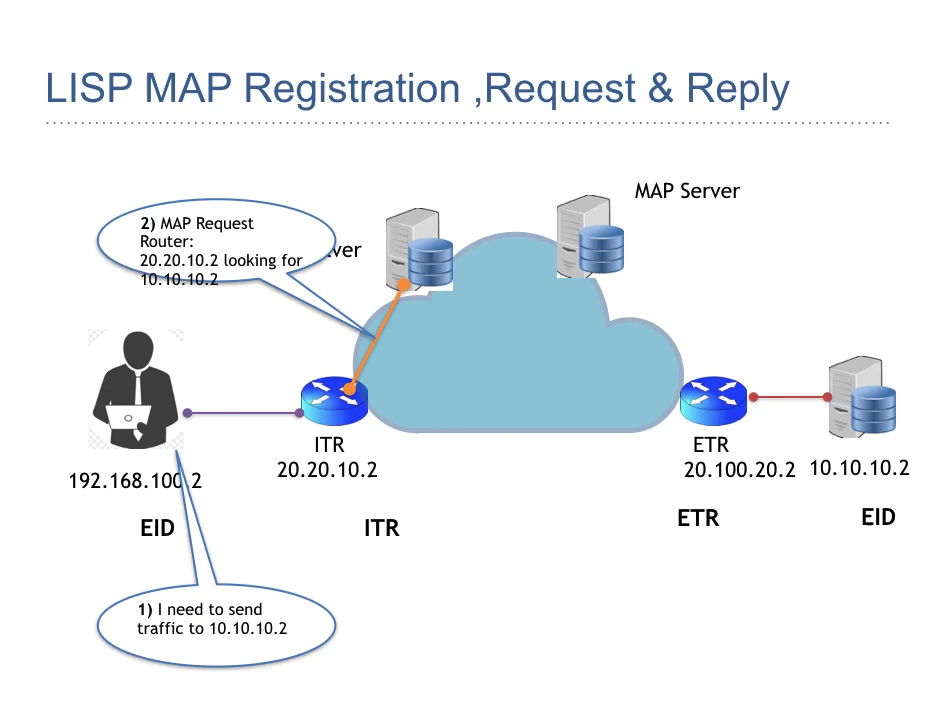 LISP MAP Registration ,Request & Reply
MAP Server
2) MAP Request
Router:
20.20.10.2 looking for
10.10.10.2
ver
ITR
20.20.10.2
ETR
20.100.20.2
10.10.10.2
192.168.100.2
EID
ITR
ETR
EID
1) I need to send
traffic to 10.10.10.2